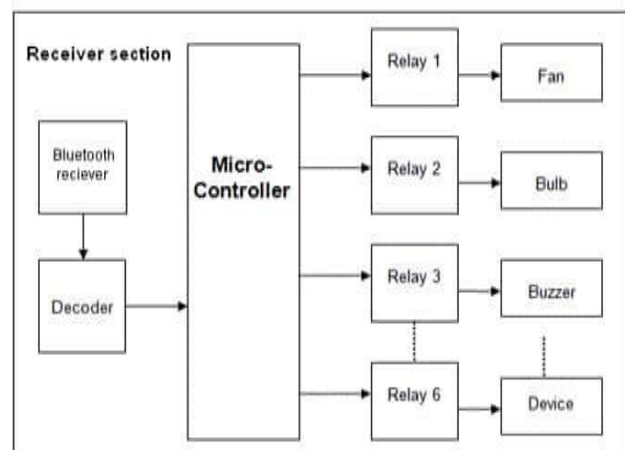 Receiver section
Bluetooth
reciever
Decoder
Micro-
Controller
Relay 1
Fan
Relay 2
Bulb
Relay 3
Buzzer
Relay 6
Device